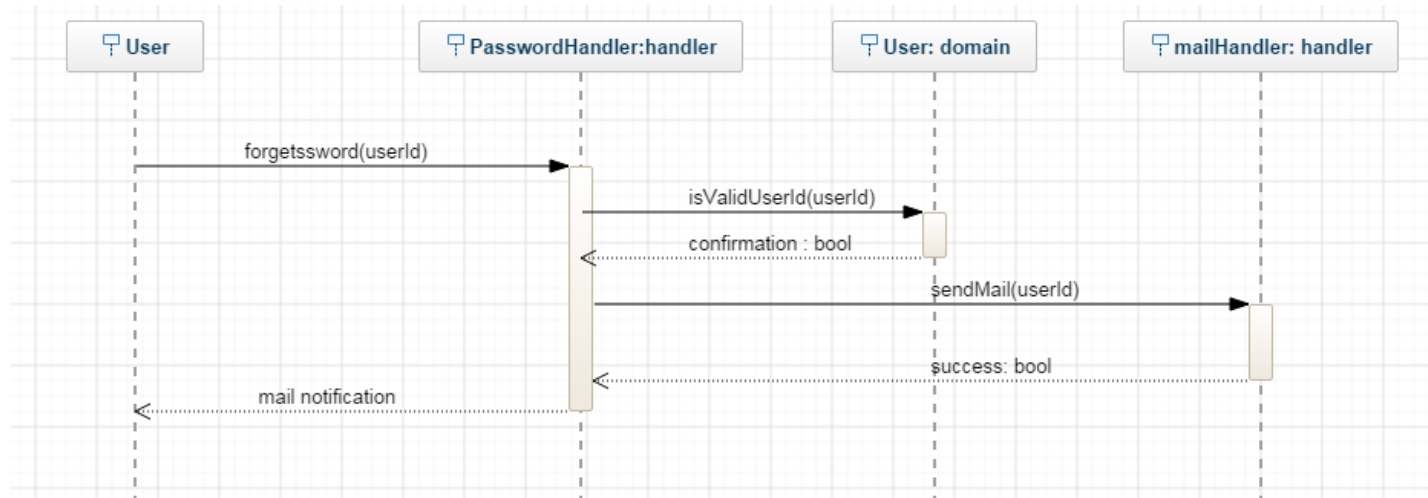 User
PasswordHandler:handler
User: domain
mailHandler: handler
forgetssword(userId)
isValidUserId(userId)
confirmation : bool
sendMail(userId)
success: bool
mail notification